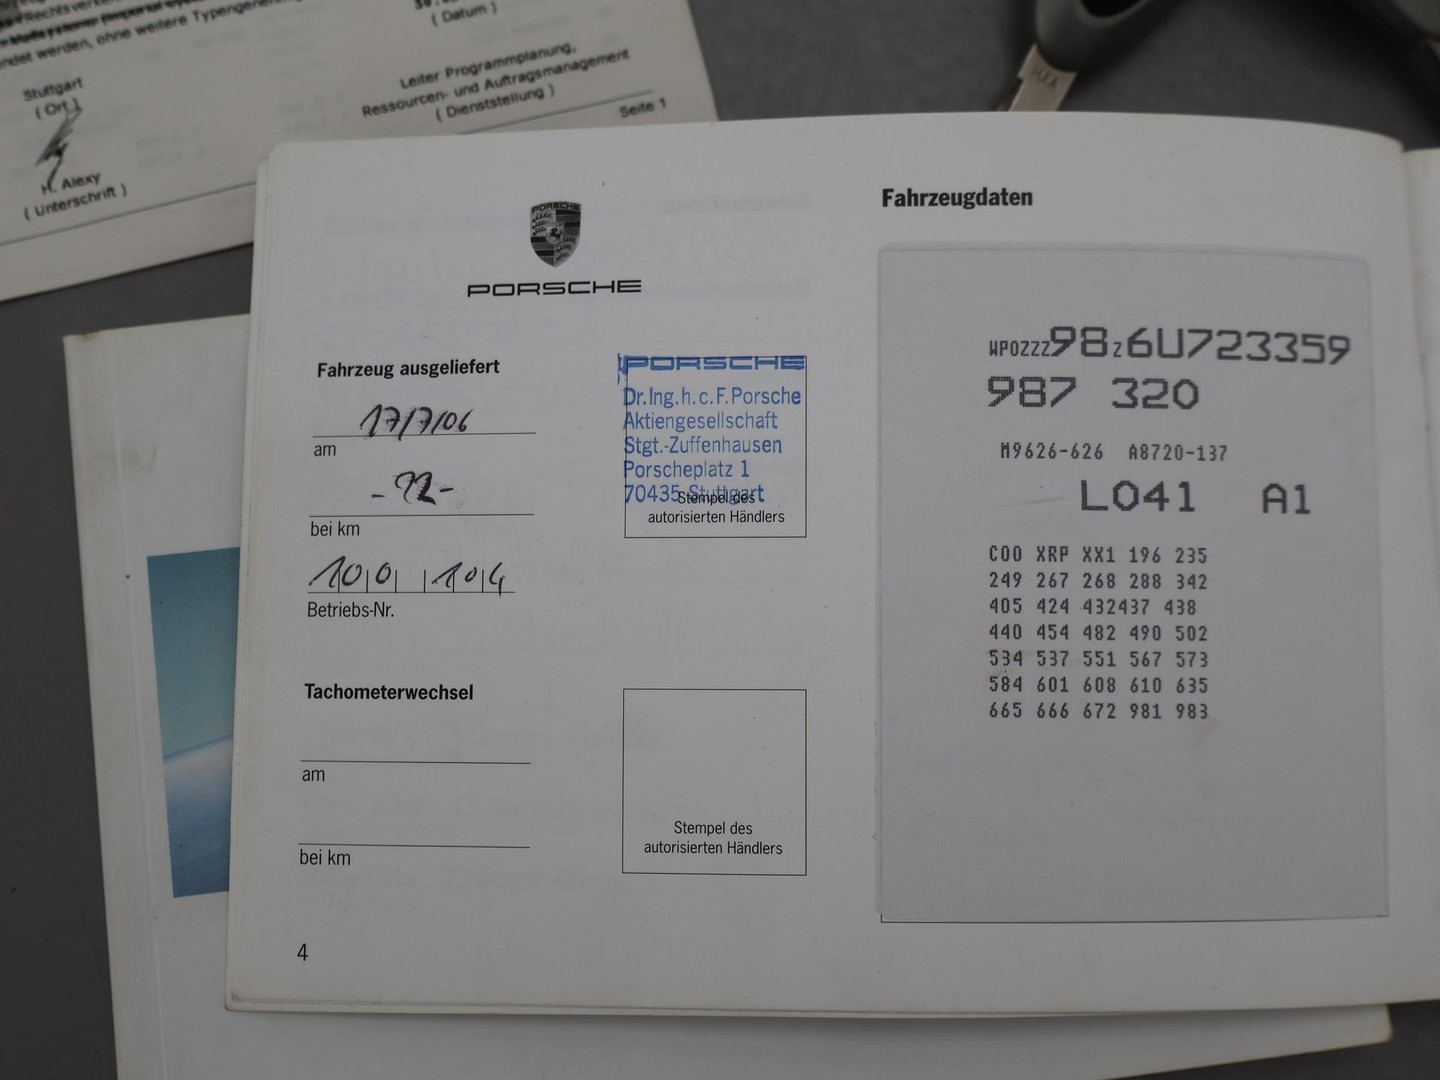 Stuttgart
( Ort )
H. Alexy
( Unterschrift )
( Datum )
Leiter Programmplanung,
Ressourcen- und Auftragsmanagement
( Dienststellung )
Seite 1
PORSCHE
PORSCHE
Fahrzeug ausgeliefert
17/7/06
am
bei km
100 104
Betriebs-Nr.
PORSCHE
Dr.Ing.h.c.F.Porsche
Aktiengesellschaft
Stgt.-Zuffenhausen
Porscheplatz 1
70435 Stuttgart
Stempel des
autorisierten Händlers
Tachometerwechsel
am
bei km
Stempel des
autorisierten Händlers
4
Fahrzeugdaten
WP0ZZZ98Z6U723359
987 320
M9626-626 A8720-137
L041 A1
C00 XRP XX1 196 235
249 267 268 288 342
405 424 432437 438
440 454 482 490 502
534 537 551 567 573
584 601 608 610 635
665 666 672 981 983